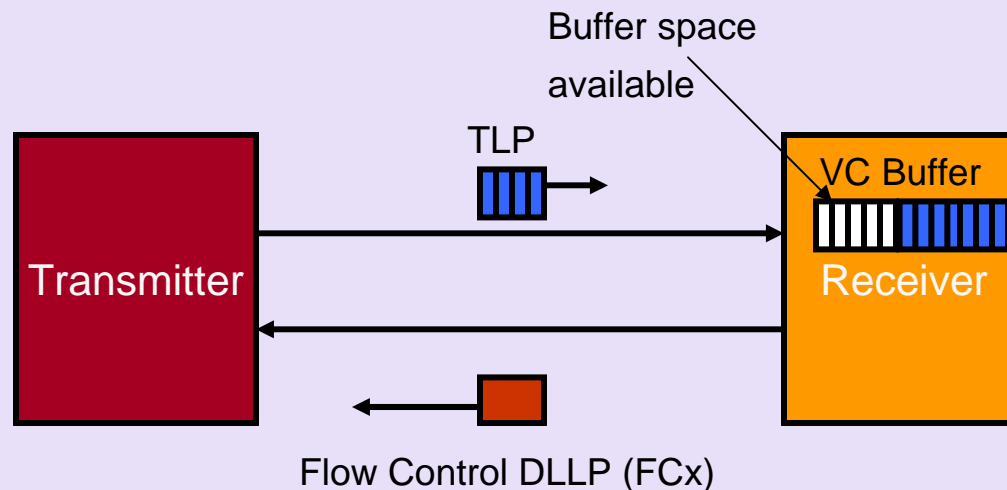 Buffer space
available
TLP
VC Buffer
Transmitter
Receiver
Flow Control DLLP (FCx)